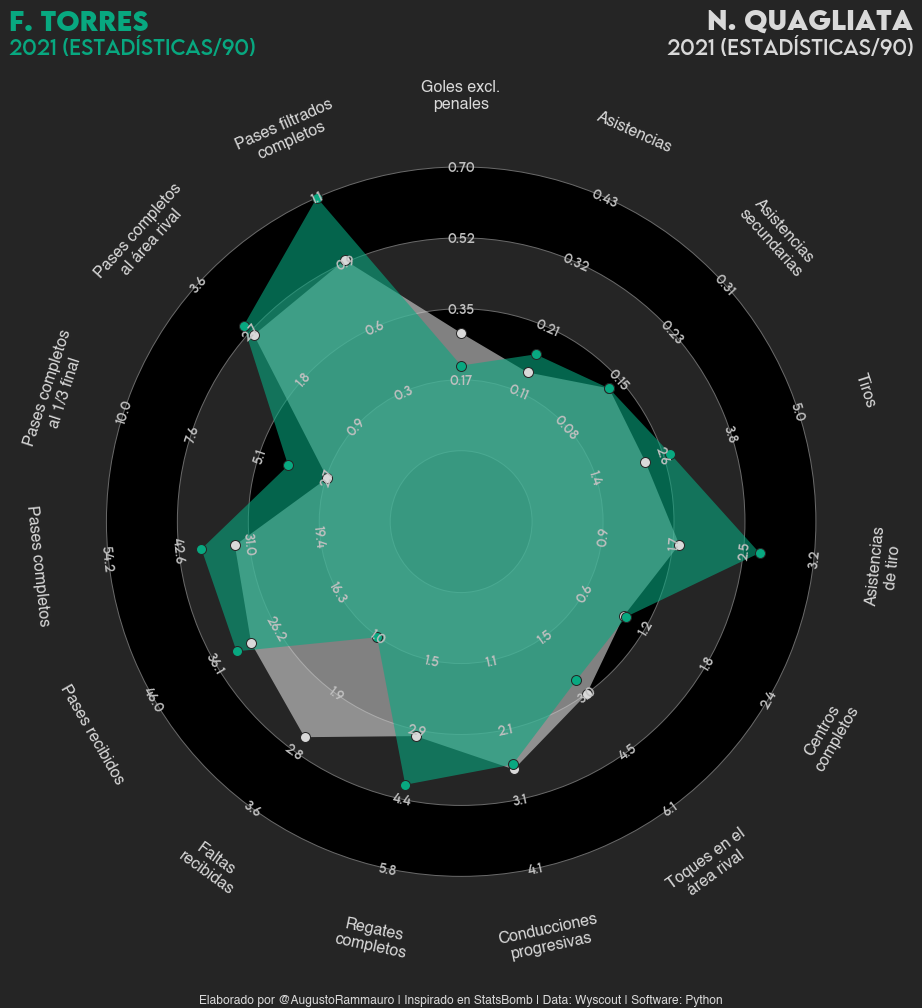 F. TORRES
2021 (ESTADÍSTICAS/90)
N. QUAGLIATA
2021 (ESTADÍSTICAS/90)
Goles excl.
penales
0.70
0.52
0.35
0.17
Asistencias
0.43
0.32
0.21
0.11
Asistencias
secundarias
0.31
0.23
0.15
0.08
Tiros
5.0
3.8
2.6
1.4
Asistencias
de tiro
3.2
2.5
1.7
0.9
Centros
completos
2.4
1.8
1.2
0.6
Toques en el
área rival
6.1
4.5
1.5
Conducciones
progresivas
4.1
3.1
2.1
1.1
Regates
completos
5.8
4.4
2.9
1.5
Faltas
recibidas
3.6
2.8
1.9
1.0
Pases recibidos
46.0
36.1
26.2
16.3
Pases completos
54.2
42.6
31.0
19.4
Pases completos
al 1/3 final
10.0
7.6
5.1
Pases completos
al área rival
3.6
2.7
1.8
0.9
Pases filtrados
completos
1.1
0.9
0.6
0.3
Elaborado por @AugustoRammauro | Inspirado en StatsBomb | Data: Wyscout | Software: Python